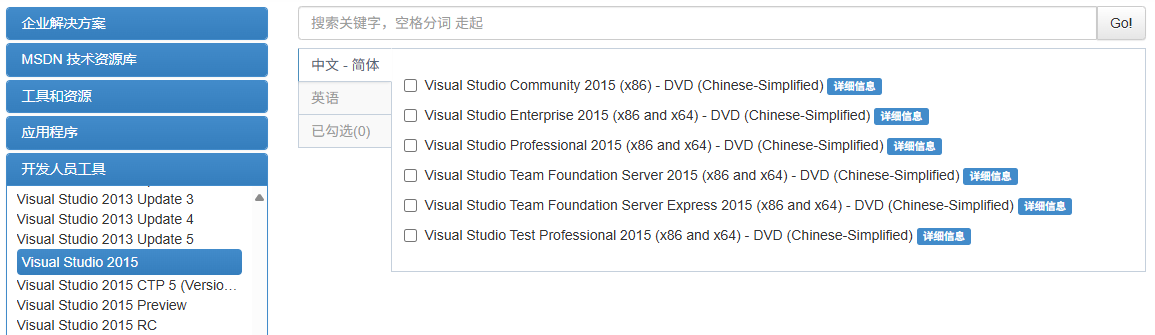 企业解决方案
MSDN 技术资源库
工具和资源
应用程序
开发人员工具
Visual Studio 2013 Update 3
Visual Studio 2013 Update 4
Visual Studio 2013 Update 5
Visual Studio 2015
Visual Studio 2015 CTP 5 (Versio…
Visual Studio 2015 Preview
Visual Studio 2015 RC
搜索关键字，空格分词 走起
Go!
中文 - 简体
英语
已勾选(0)
Visual Studio Community 2015 (x86) - DVD (Chinese-Simplified) 详细信息
Visual Studio Enterprise 2015 (x86 and x64) - DVD (Chinese-Simplified) 详细信息
Visual Studio Professional 2015 (x86 and x64) - DVD (Chinese-Simplified) 详细信息
Visual Studio Team Foundation Server 2015 (x86 and x64) - DVD (Chinese-Simplified) 详细信息
Visual Studio Team Foundation Server Express 2015 (x86 and x64) - DVD (Chinese-Simplified) 详细信息
Visual Studio Test Professional 2015 (x86 and x64) - DVD (Chinese-Simplified) 详细信息